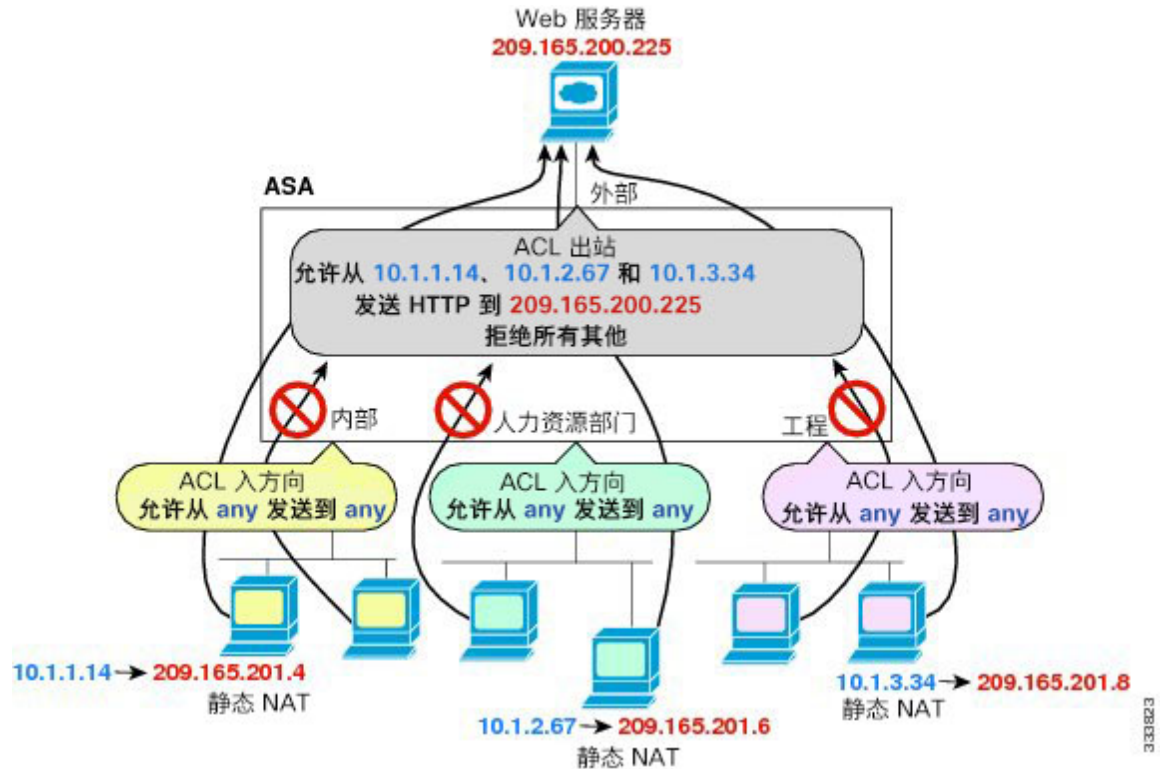 Web 服务器
209.165.200.225
ASA
外部
ACL 出站
允许从 10.1.1.14、10.1.2.67 和 10.1.3.34
发送 HTTP 到 209.165.200.225
拒绝所有其他
内部
人力资源部门
工程
ACL 入方向
允许从 any 发送到 any
ACL 入方向
允许从 any 发送到 any
ACL 入方向
允许从 any 发送到 any
10.1.1.14 209.165.201.4
静态 NAT
10.1.2.67 209.165.201.6
静态 NAT
10.1.3.34 209.165.201.8
静态 NAT
333823